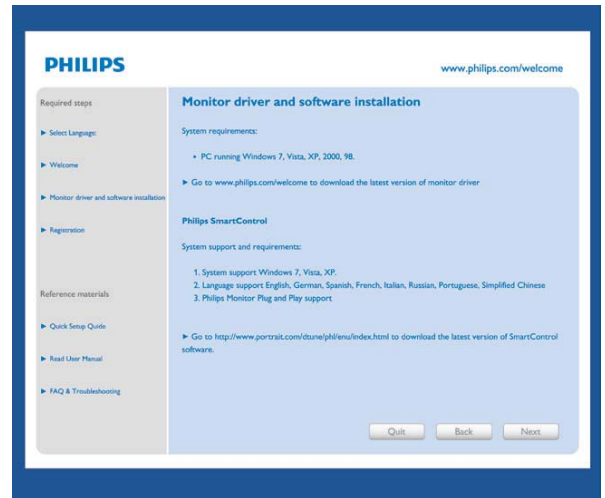 PHILIPS
www.philips.com/welcome
Required steps
Select Language:
Welcome
Monitor driver and software installation
Registration
Reference materials
Quick Setup Guide
Read User Manual
FAQ & Troubleshooting
Monitor driver and software installation
System requirements:
• PC running Windows 7, Vista, XP, 2000, 98.
Go to www.philips.com/welcome to download the latest version of monitor driver
Philips SmartControl
System support and requirements:
1. System support Windows 7, Vista, XP.
2. Language support English, German, Spanish, French, Italian, Russian, Portuguese, Simplified Chinese
3. Philips Monitor Plug and Play support
Go to http://www.portrait.com/dtune/phl/enu/index.html to download the latest version of SmartControl
software.
Quit
Back
Next